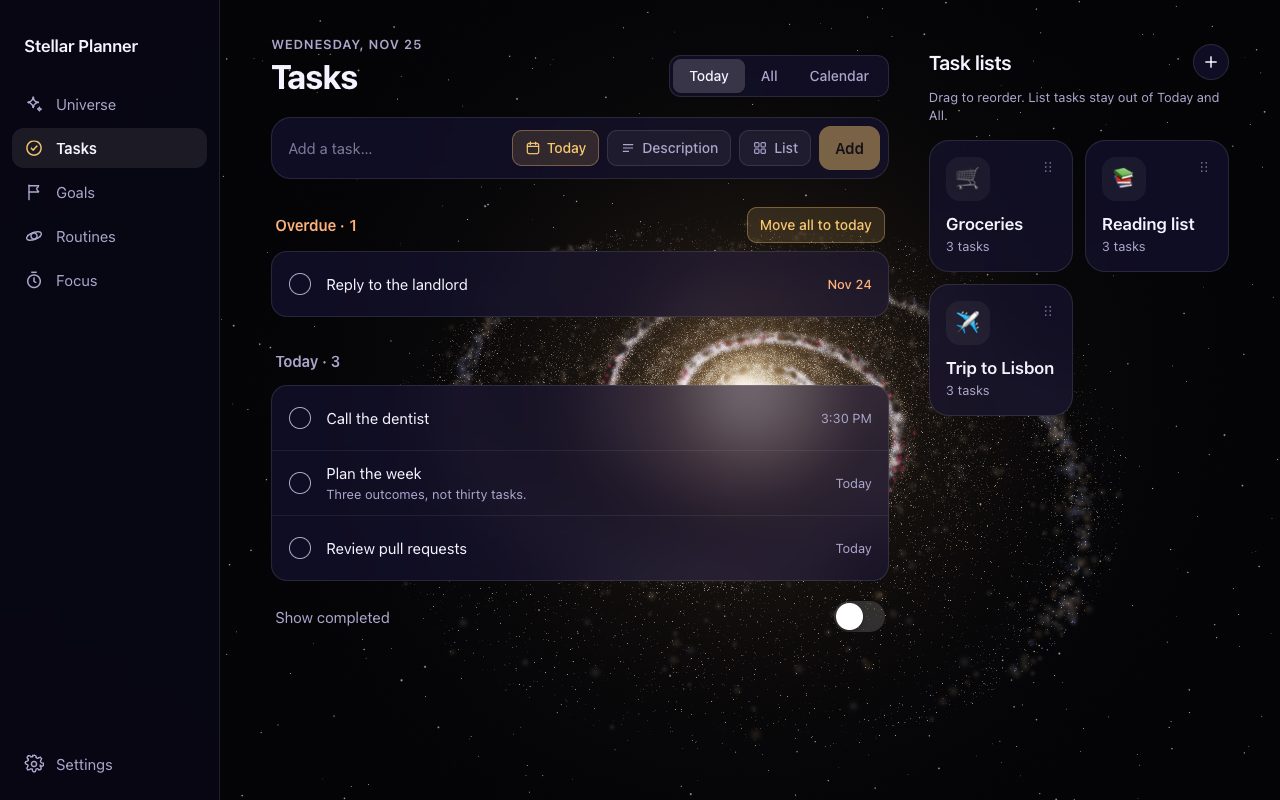 Stellar Planner
Universe
Tasks
Goals
Routines
Focus
Settings
WEDNESDAY, NOV 25
Tasks
Today
All
Calendar
Add a task...
Today
Description
List
Add
Overdue · 1
Move all to today
Reply to the landlord
Nov 24
Today · 3
Call the dentist
3:30 PM
Plan the week
Three outcomes, not thirty tasks.
Today
Review pull requests
Today
Show completed
Task lists
Drag to reorder. List tasks stay out of Today and
All.
Groceries
3 tasks
Reading list
3 tasks
Trip to Lisbon
3 tasks